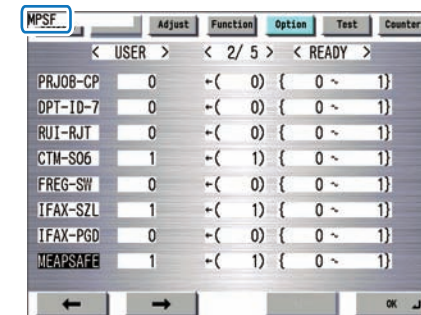 MPSF Adjust Function Option Test Counter
< USER > < 2/ 5 > < READY >
PRJOB-CP 0 ←( 0) { 0 ~ 1}
DPT-ID-7 0 ←( 0) { 0 ~ 1}
RUI-RJT 0 ←( 0) { 0 ~ 1}
CTM-S06 1 ←( 1) { 0 ~ 1}
FREG-SW 0 ←( 0) { 0 ~ 1}
IFAX-SZL 1 ←( 1) { 0 ~ 1}
IFAX-PGD 0 ←( 0) { 0 ~ 1}
MEAPSAFE 1 ←( 1) { 0 ~ 1}
← → OK